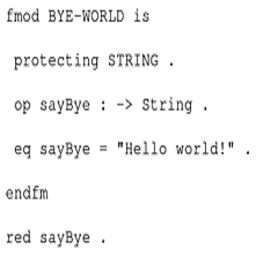 fmod BYE-WORLD is
protecting STRING .
op sayBye : -> String .
eq sayBye = "Hello world!" .
endfm
red sayBye .